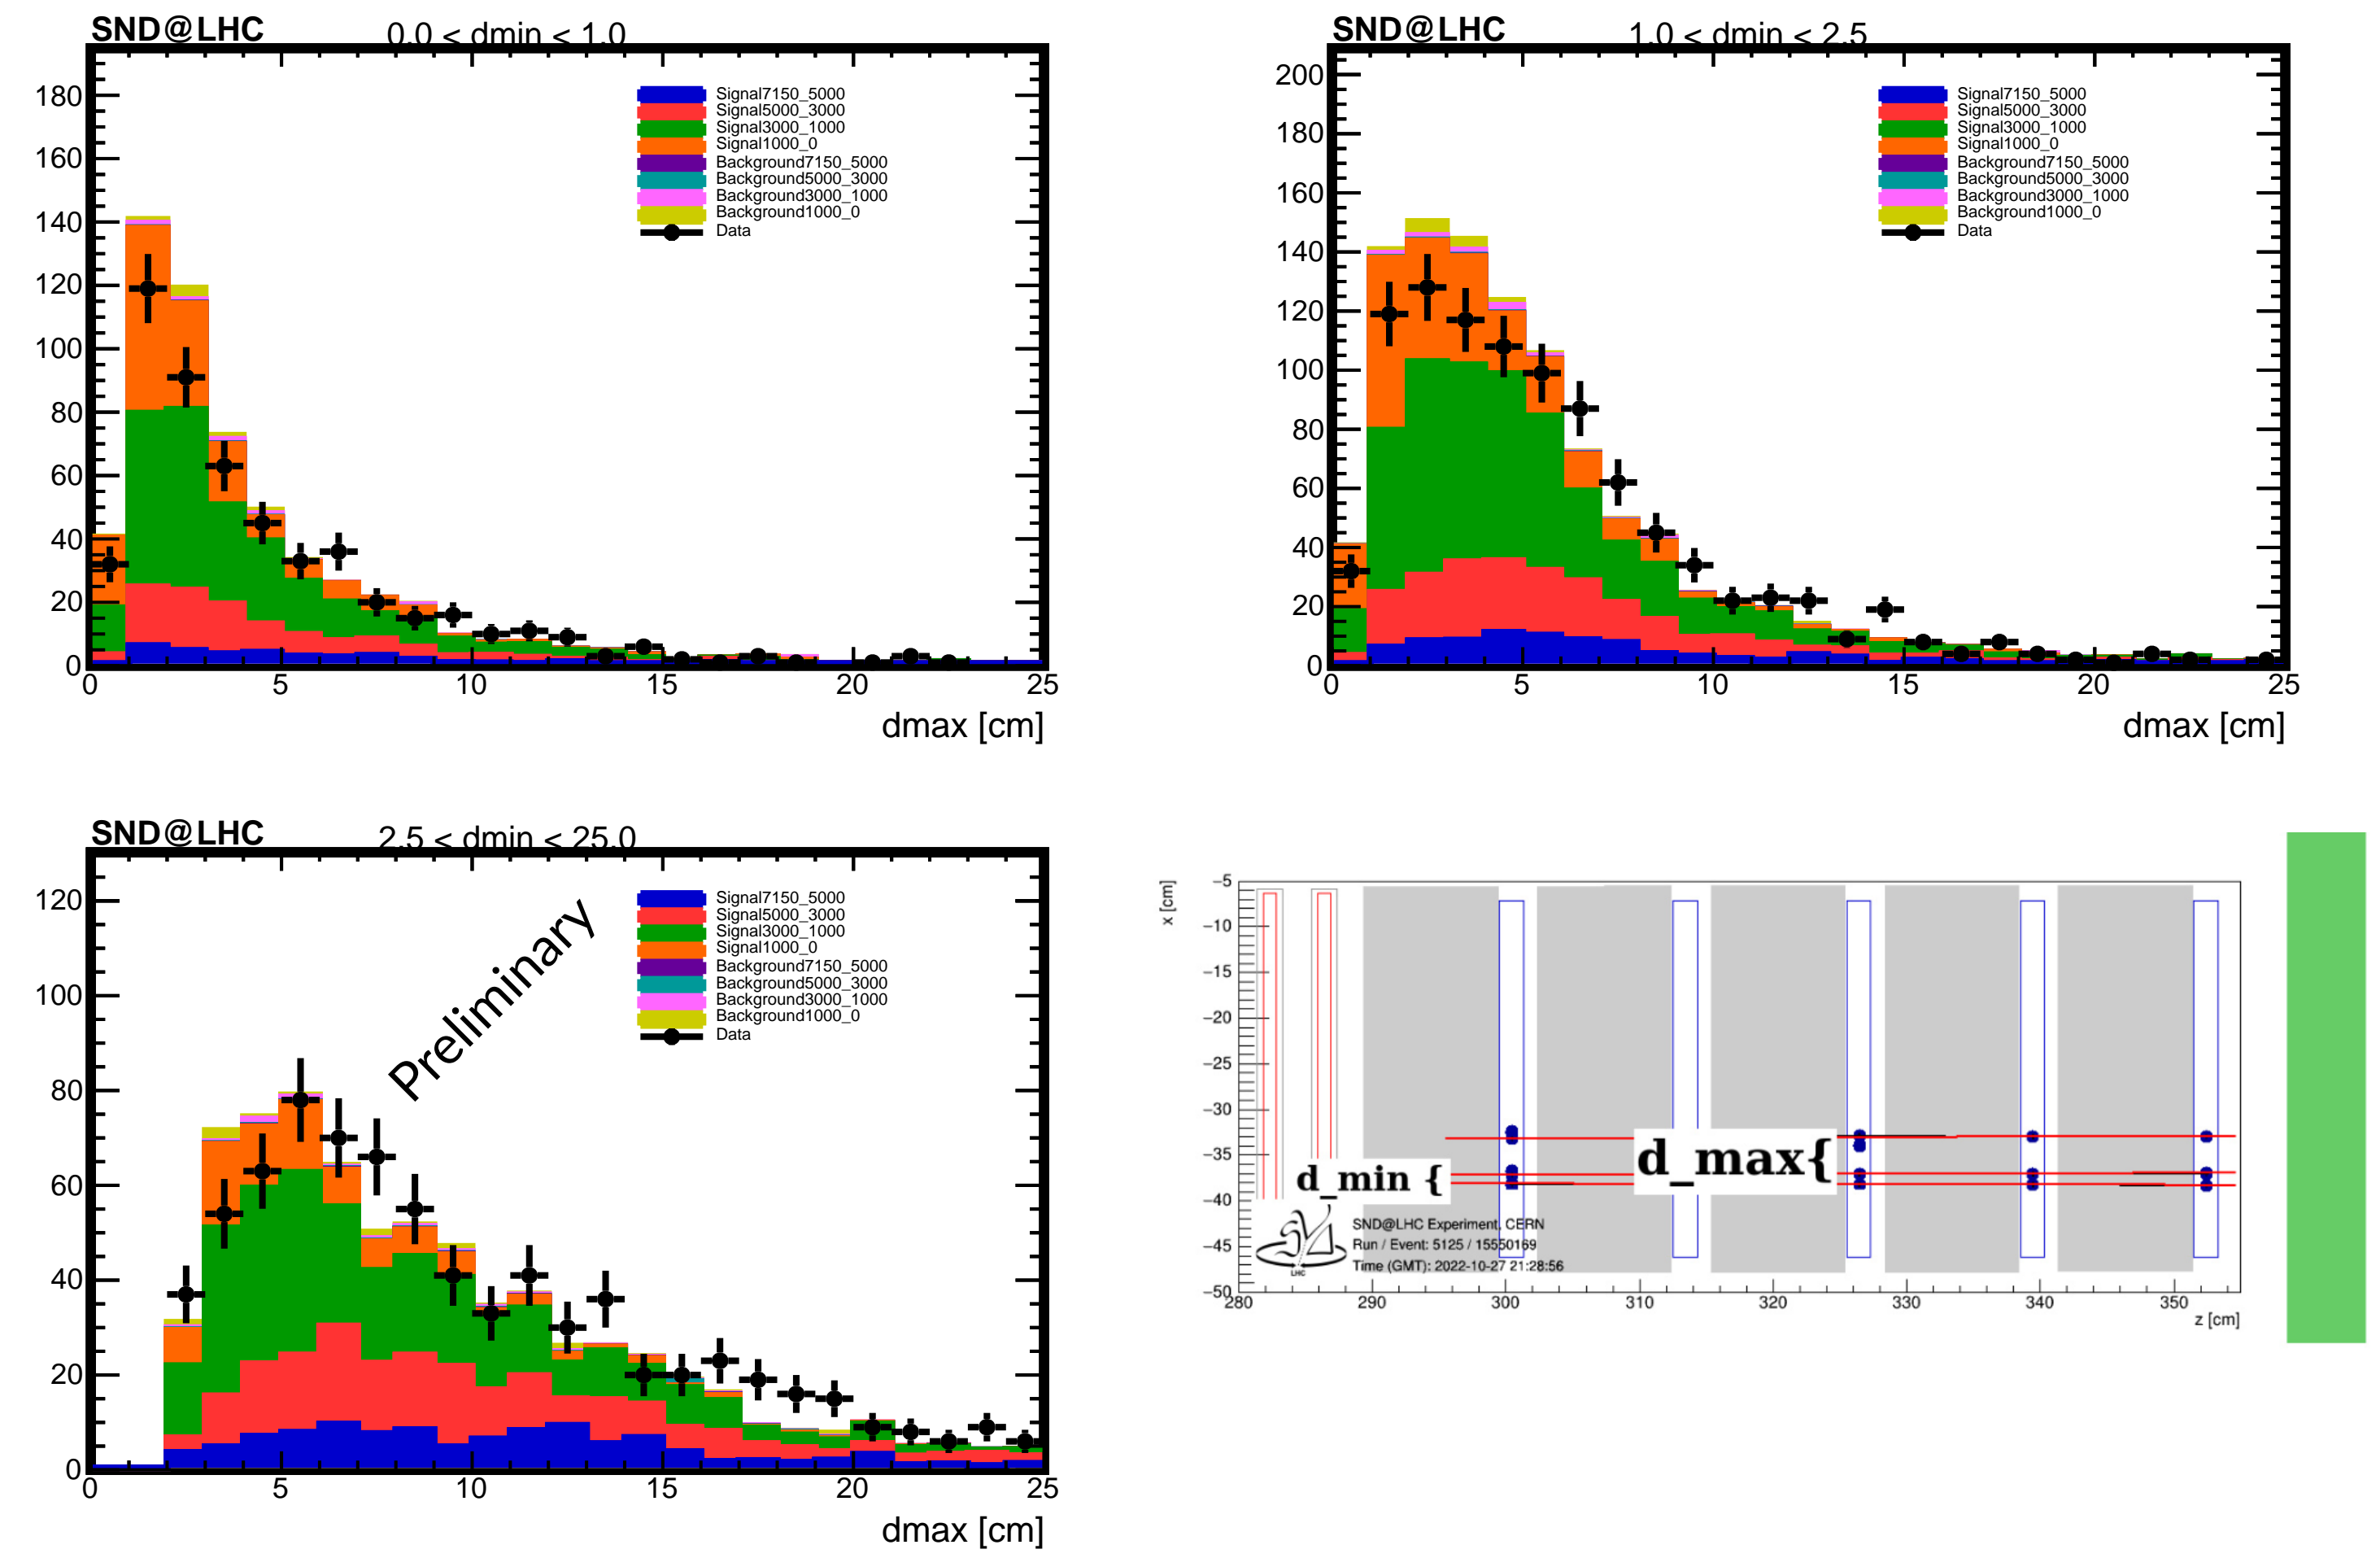 SND@LHC 0.0 < dmin < 1.0
180
160
140
120
100
80
60
40
20
0
Signal7150_5000
Signal5000_3000
Signal3000_1000
Signal1000_0
Background7150_5000
Background5000_3000
Background3000_1000
Background1000_0
Data
0 5 10 15 20 25
dmax [cm]
SND@LHC 1.0 < dmin < 2.5
200
180
160
140
120
100
80
60
40
20
0
Signal7150_5000
Signal5000_3000
Signal3000_1000
Signal1000_0
Background7150_5000
Background5000_3000
Background3000_1000
Background1000_0
Data
0 5 10 15 20 25
dmax [cm]
SND@LHC 2.5 < dmin < 25.0
120
100
80
60
40
20
0
Signal7150_5000
Signal5000_3000
Signal3000_1000
Signal1000_0
Background7150_5000
Background5000_3000
Background3000_1000
Background1000_0
Data
Preliminary
0 5 10 15 20 25
dmax [cm]
x [cm]
−5
−10
−15
−20
−25
−30
−35
−40
−45
−50
d_min {
d_max{
LHC
SND@LHC Experiment, CERN
Run / Event: 5125 / 15550169
Time (GMT): 2022-10-27 21:28:56
280 290 300 310 320 330 340 350
z [cm]